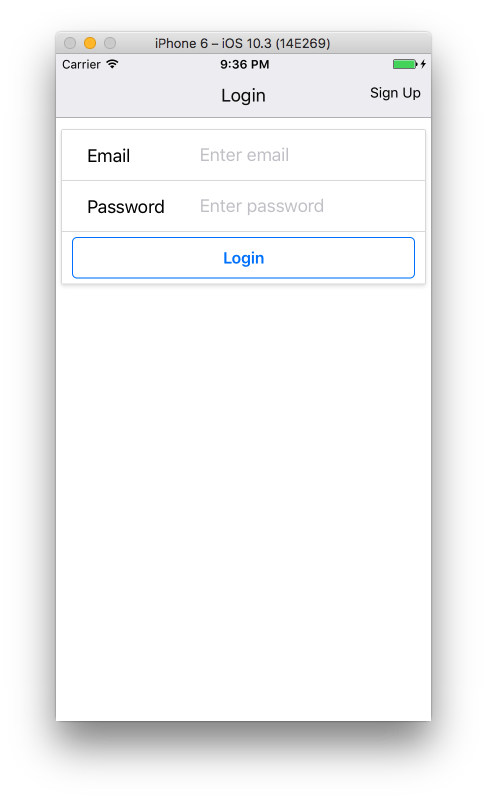 iPhone 6 – iOS 10.3 (14E269)
Carrier 9:36 PM
Login Sign Up
Email Enter email
Password Enter password
Login